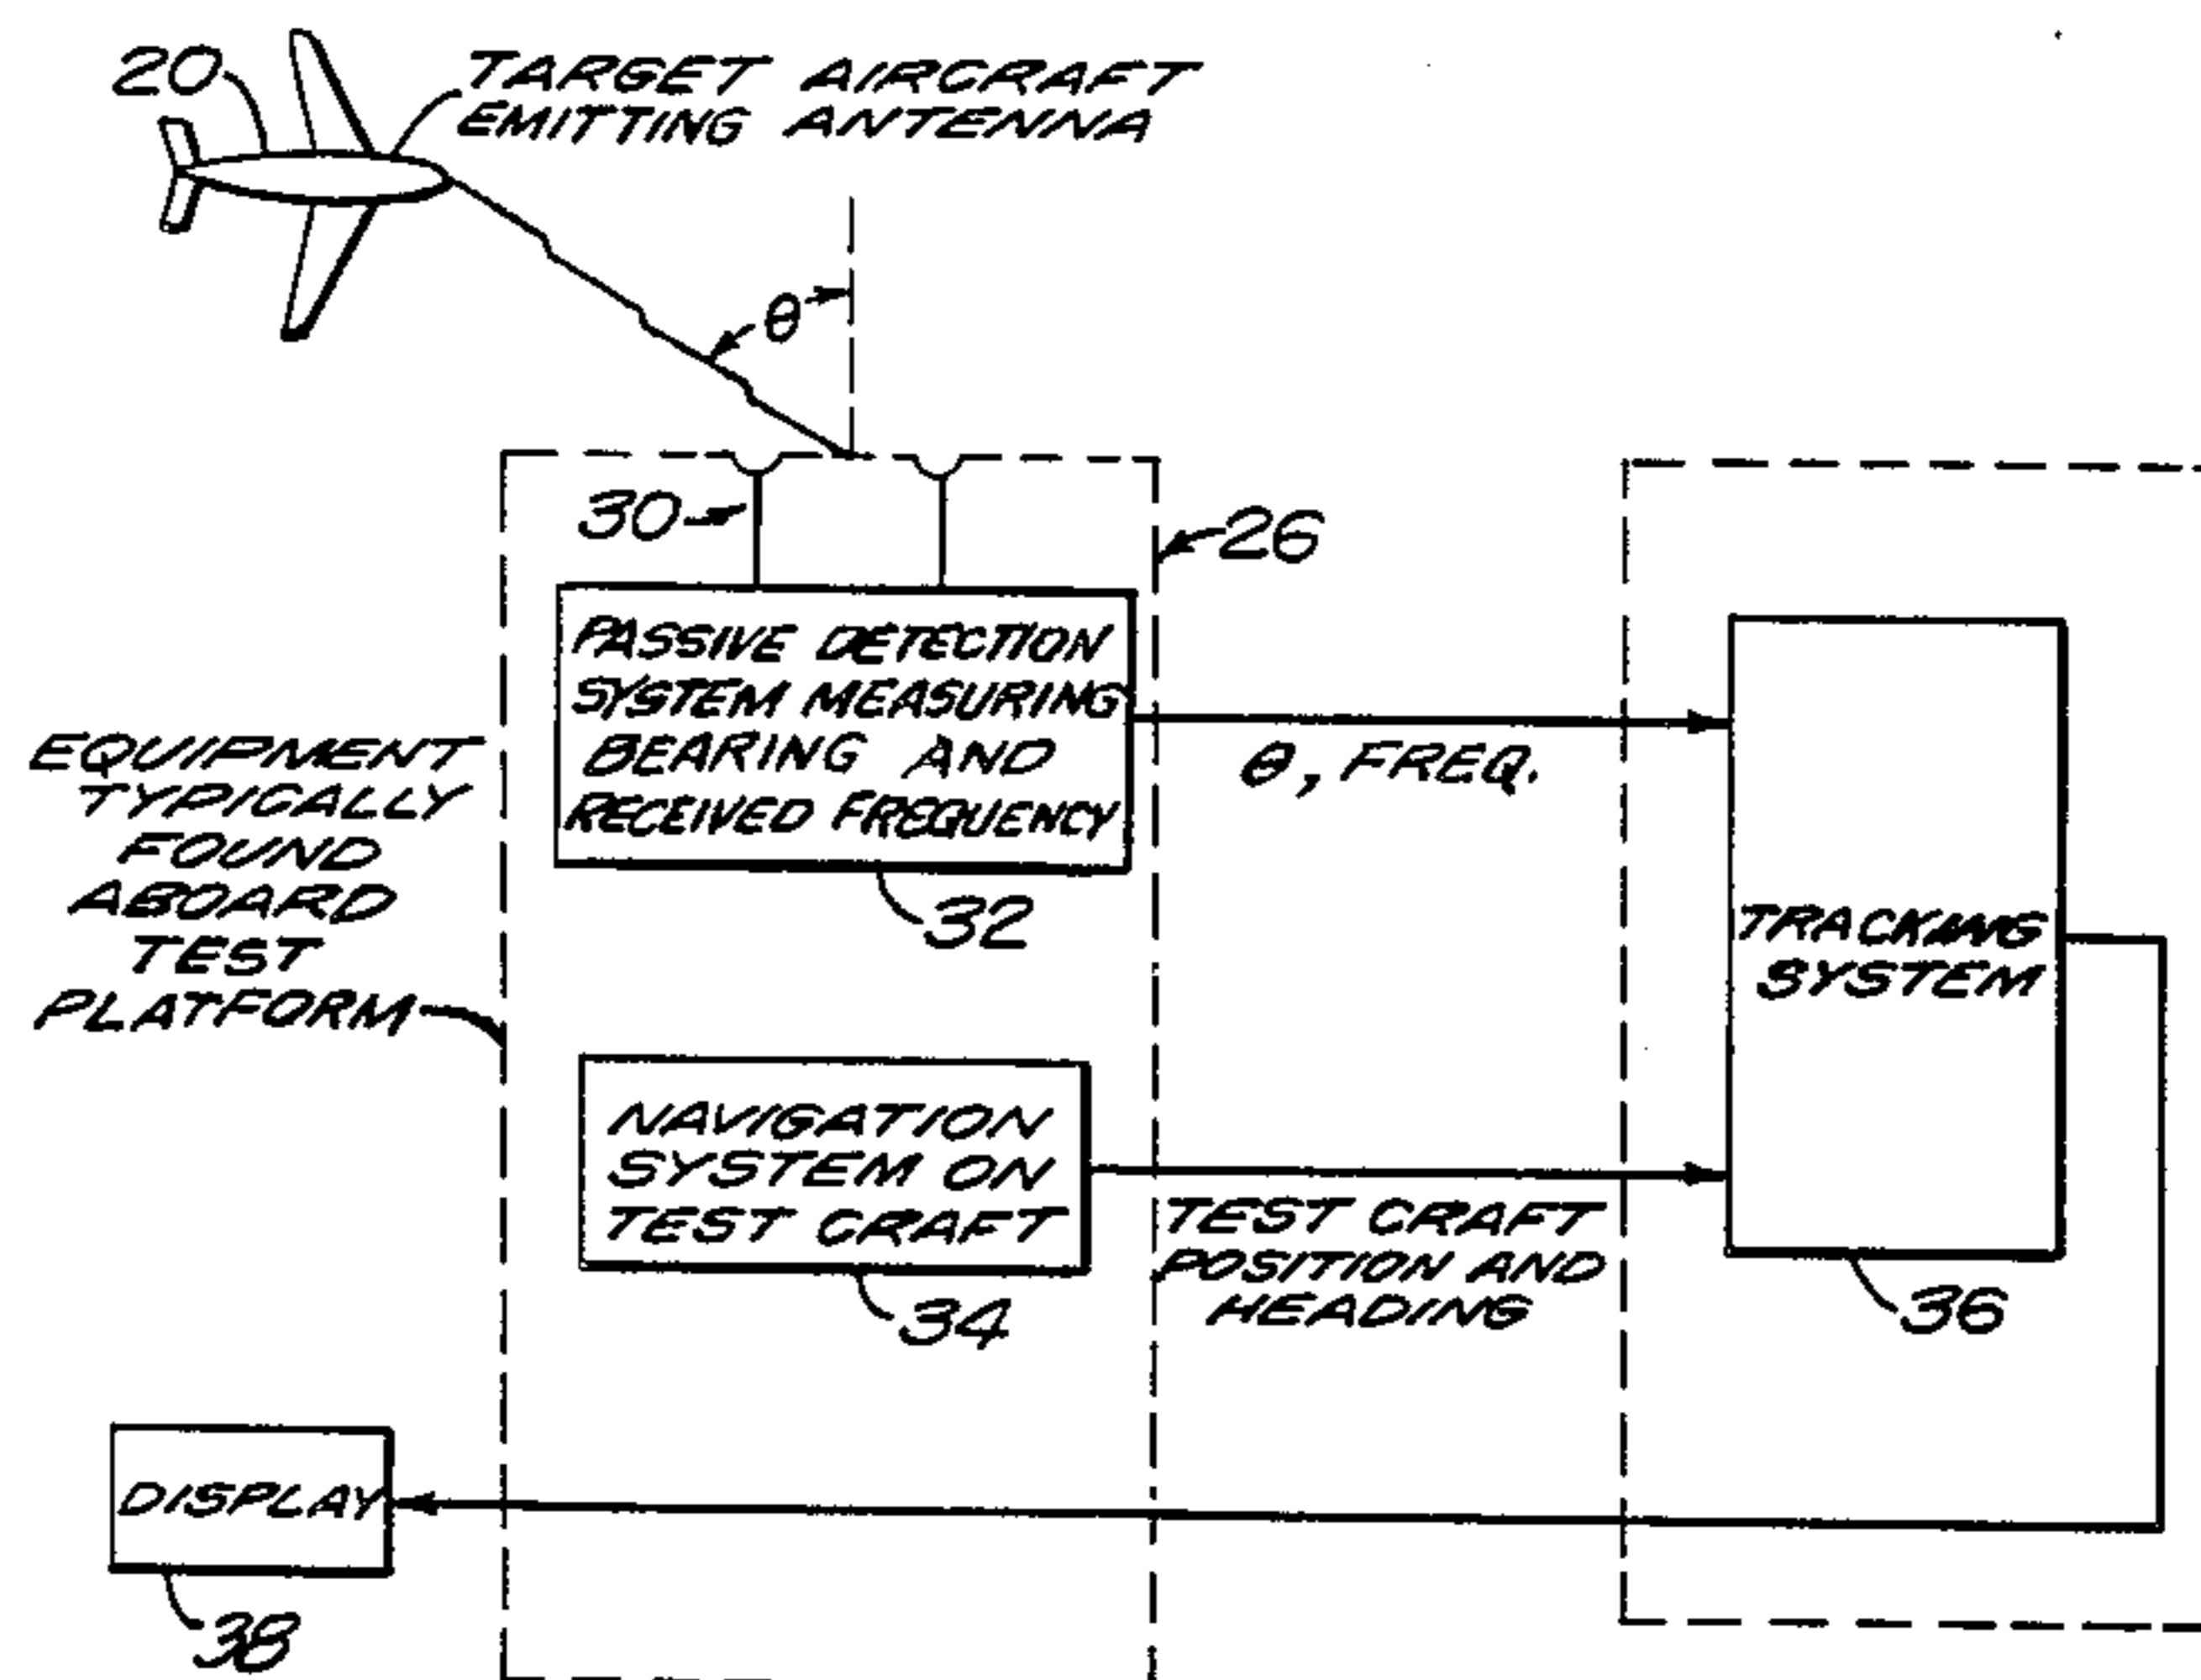 20
TARGET AIRCRAFT
EMITTING ANTENNA
θ
30
26
PASSIVE DETECTION
SYSTEM MEASURING
BEARING AND
RECEIVED FREQUENCY
θ, FREQ.
32
EQUIPMENT
TYPICALLY
FOUND
ABOARD
TEST
PLATFORM
TRACKING
SYSTEM
36
NAVIGATION
SYSTEM ON
TEST CRAFT
34
TEST CRAFT
POSITION AND
HEADING
DISPLAY
38